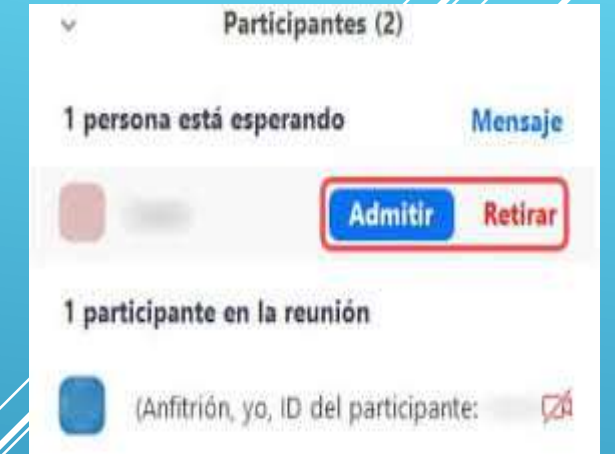 Participantes (2)
1 persona está esperando Mensaje
Admitir Retirar
1 participante en la reunión
(Anfitrión, yo, ID del participante: